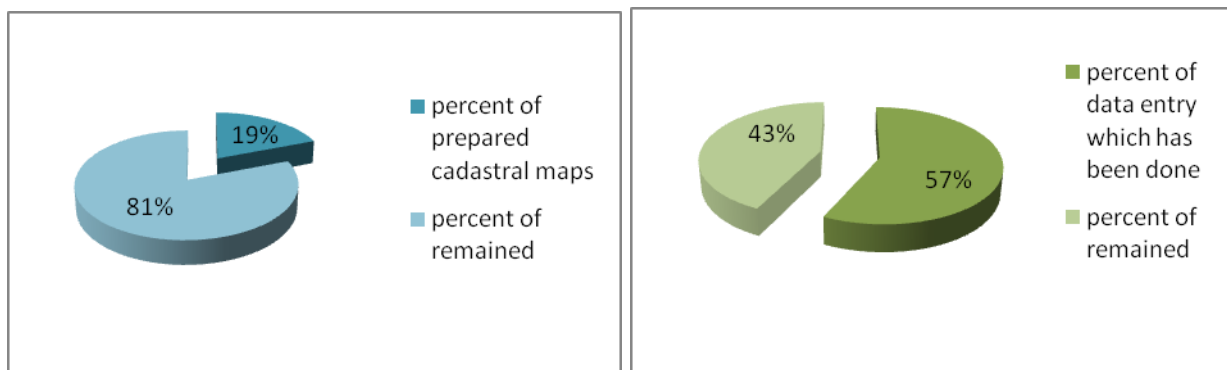 19%
81%
percent of
prepared
cadastral maps
percent of
remained
43%
57%
percent of
data entry
which has
been done
percent of
remained